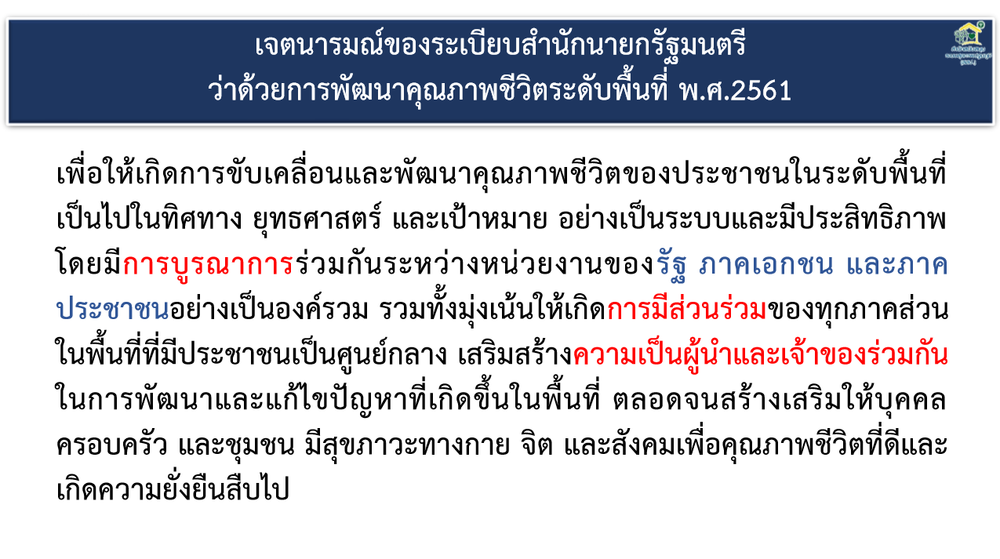 เจตนารมณ์ของระเบียบสำนักนายกรัฐมนตรี
ว่าด้วยการพัฒนาคุณภาพชีวิตระดับพื้นที่ พ.ศ.2561
เพื่อให้เกิดการขับเคลื่อนและพัฒนาคุณภาพชีวิตของประชาชนในระดับพื้นที่
เป็นไปในทิศทาง ยุทธศาสตร์ และเป้าหมาย อย่างเป็นระบบและมีประสิทธิภาพ
โดยมีการบูรณาการร่วมกันระหว่างหน่วยงานของรัฐ ภาคเอกชน และภาค
ประชาชนอย่างเป็นองค์รวม รวมทั้งมุ่งเน้นให้เกิดการมีส่วนร่วมของทุกภาคส่วน
ในพื้นที่ที่มีประชาชนเป็นศูนย์กลาง เสริมสร้างความเป็นผู้นำและเจ้าของร่วมกัน
ในการพัฒนาและแก้ไขปัญหาที่เกิดขึ้นในพื้นที่ ตลอดจนสร้างเสริมให้บุคคล
ครอบครัว และชุมชน มีสุขภาวะทางกาย จิต และสังคมเพื่อคุณภาพชีวิตที่ดีและ
เกิดความยั่งยืนสืบไป